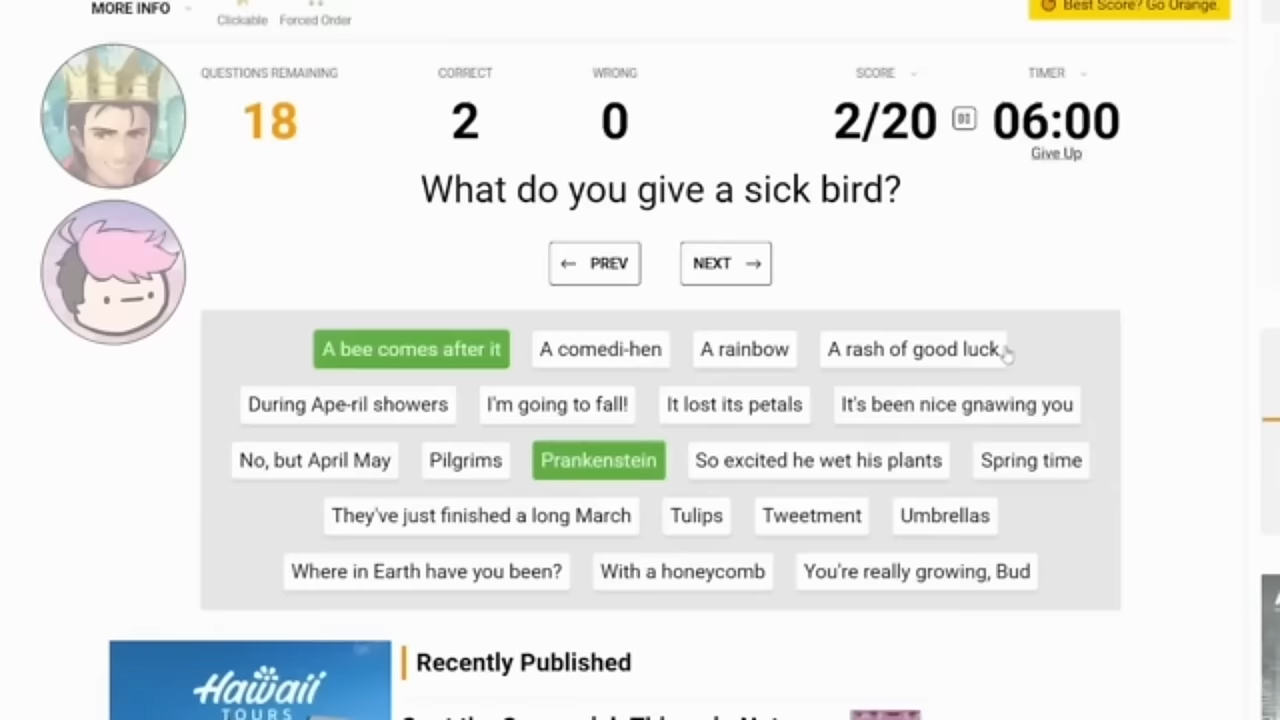 MORE INFO
Clickable Forced Order
Best Score? Go Orange.
QUESTIONS REMAINING CORRECT WRONG SCORE TIMER
18 2 0 2/20 06:00
Give Up
What do you give a sick bird?
← PREV NEXT →
A bee comes after it A comedi-hen A rainbow A rash of good luck
During Ape-ril showers I'm going to fall! It lost its petals It's been nice gnawing you
No, but April May Pilgrims Prankenstein So excited he wet his plants Spring time
They've just finished a long March Tulips Tweetment Umbrellas
Where in Earth have you been? With a honeycomb You're really growing, Bud
Recently Published
Hawaii
TOURS